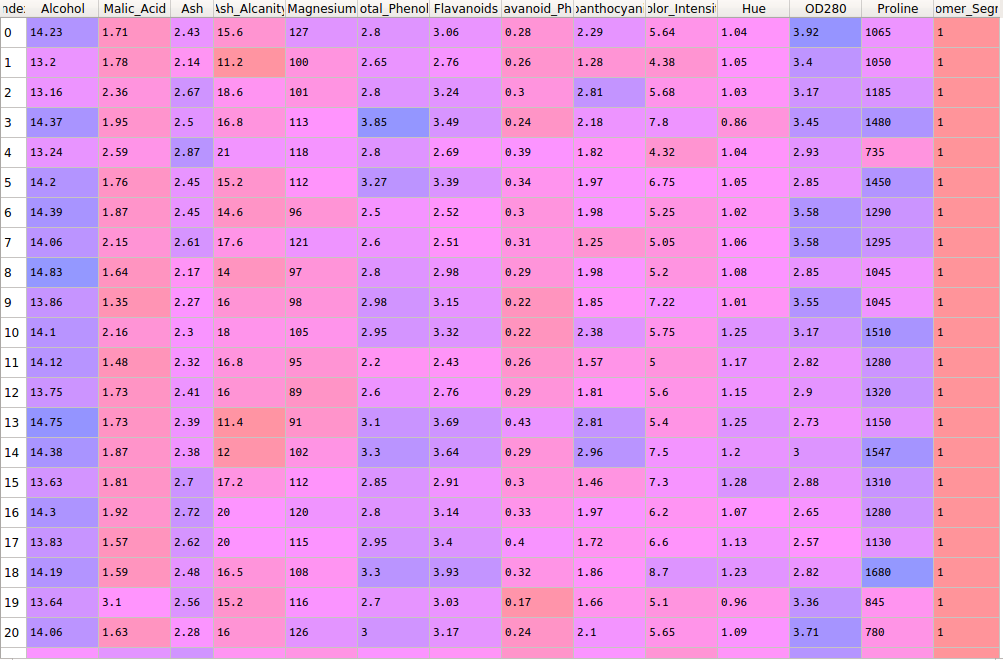 ndex Alcohol Malic_Acid Ash Ash_Alcanity Magnesium otal_Phenol Flavanoids avanoid_Ph panthocyan olor_Intensit Hue OD280 Proline omer_Segr
0 14.23 1.71 2.43 15.6 127 2.8 3.06 0.28 2.29 5.64 1.04 3.92 1065 1
1 13.2 1.78 2.14 11.2 100 2.65 2.76 0.26 1.28 4.38 1.05 3.4 1050 1
2 13.16 2.36 2.67 18.6 101 2.8 3.24 0.3 2.81 5.68 1.03 3.17 1185 1
3 14.37 1.95 2.5 16.8 113 3.85 3.49 0.24 2.18 7.8 0.86 3.45 1480 1
4 13.24 2.59 2.87 21 118 2.8 2.69 0.39 1.82 4.32 1.04 2.93 735 1
5 14.2 1.76 2.45 15.2 112 3.27 3.39 0.34 1.97 6.75 1.05 2.85 1450 1
6 14.39 1.87 2.45 14.6 96 2.5 2.52 0.3 1.98 5.25 1.02 3.58 1290 1
7 14.06 2.15 2.61 17.6 121 2.6 2.51 0.31 1.25 5.05 1.06 3.58 1295 1
8 14.83 1.64 2.17 14 97 2.8 2.98 0.29 1.98 5.2 1.08 2.85 1045 1
9 13.86 1.35 2.27 16 98 2.98 3.15 0.22 1.85 7.22 1.01 3.55 1045 1
10 14.1 2.16 2.3 18 105 2.95 3.32 0.22 2.38 5.75 1.25 3.17 1510 1
11 14.12 1.48 2.32 16.8 95 2.2 2.43 0.26 1.57 5 1.17 2.82 1280 1
12 13.75 1.73 2.41 16 89 2.6 2.76 0.29 1.81 5.6 1.15 2.9 1320 1
13 14.75 1.73 2.39 11.4 91 3.1 3.69 0.43 2.81 5.4 1.25 2.73 1150 1
14 14.38 1.87 2.38 12 102 3.3 3.64 0.29 2.96 7.5 1.2 3 1547 1
15 13.63 1.81 2.7 17.2 112 2.85 2.91 0.3 1.46 7.3 1.28 2.88 1310 1
16 14.3 1.92 2.72 20 120 2.8 3.14 0.33 1.97 6.2 1.07 2.65 1280 1
17 13.83 1.57 2.62 20 115 2.95 3.4 0.4 1.72 6.6 1.13 2.57 1130 1
18 14.19 1.59 2.48 16.5 108 3.3 3.93 0.32 1.86 8.7 1.23 2.82 1680 1
19 13.64 3.1 2.56 15.2 116 2.7 3.03 0.17 1.66 5.1 0.96 3.36 845 1
20 14.06 1.63 2.28 16 126 3 3.17 0.24 2.1 5.65 1.09 3.71 780 1